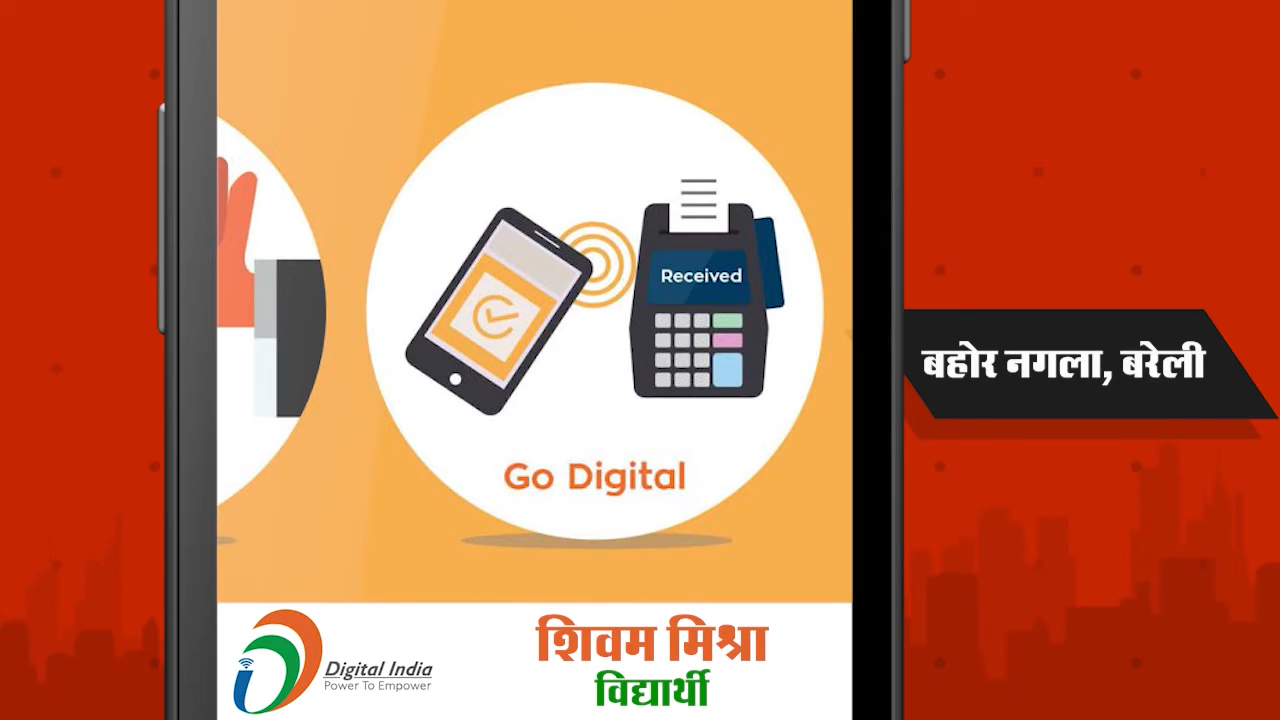 Received
बहोर नगला, बरेली
Go Digital
Digital India
Power To Empower
शिवम मिश्रा
विद्यार्थी